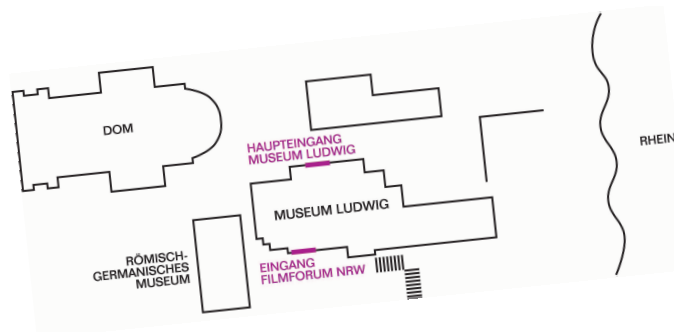 DOM
HAUPTEINGANG
MUSEUM LUDWIG
RHEIN
MUSEUM LUDWIG
RÖMISCH-
GERMANISCHES
MUSEUM
EINGANG
FILMFORUM NRW